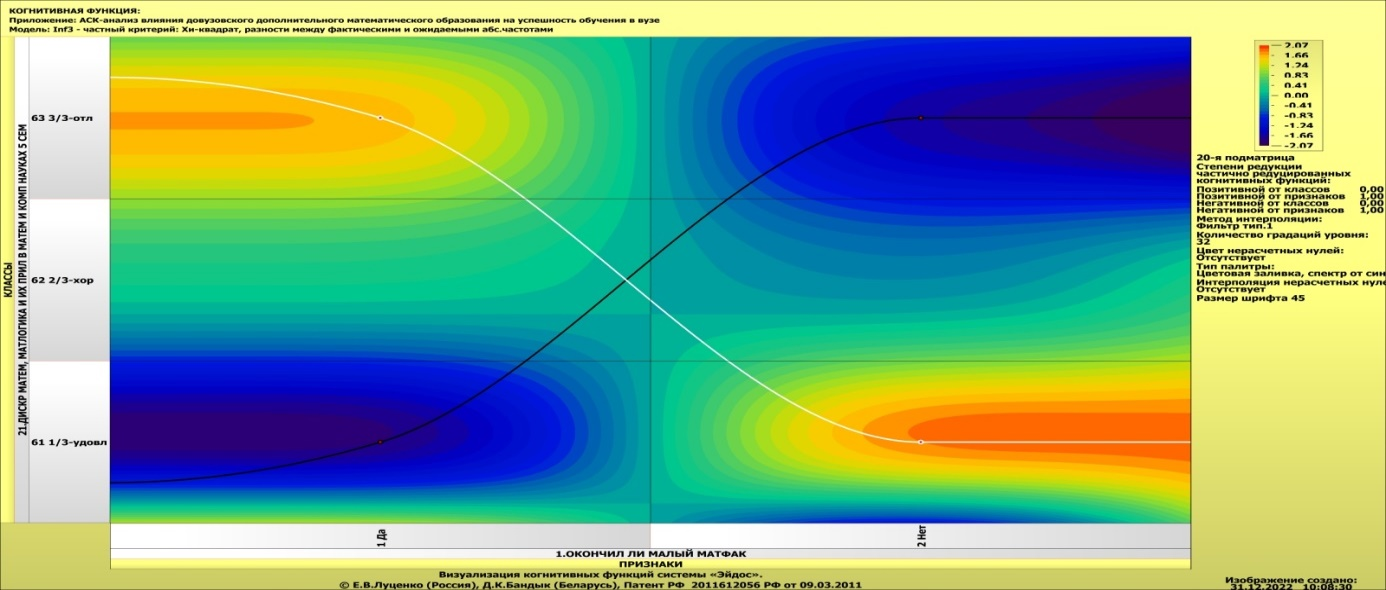 КОГНИТИВНАЯ ФУНКЦИЯ:
Приложение: АСК-анализ влияния довузовского дополнительного математического образования на успешность обучения в вузе
Модель: Inf3 - частный критерий: Хи-квадрат, разности между фактическими и ожидаемыми абс.частотами
КЛАССЫ
21.ДИСКР МАТЕМ, МАТЛОГИКА И ИХ ПРИЛ В МАТЕМ И КОМП НАУКАХ 5 СЕМ
63 3/3-отл
62 2/3-хор
61 1/3-удовл
1 Да
2 Нет
1.ОКОНЧИЛ ЛИ МАЛЫЙ МАТФАК
ПРИЗНАКИ
Визуализация когнитивных функций системы «Эйдос».
© Е.В.Луценко (Россия), Д.К.Бандык (Беларусь), Патент РФ 2011612056 РФ от 09.03.2011
2.07
1.66
1.24
0.83
0.41
0.00
-0.41
-0.83
-1.24
-1.66
-2.07
20-я подматрица
Степени редукции
частично редуцированных
когнитивных функций:
Позитивной от классов 0,00
Позитивной от признаков 1,00
Негативной от классов 0,00
Негативной от признаков 1,00
Метод интерполяции:
Фильтр тип.1
Количество градаций уровня:
32
Цвет нерасчетных нулей:
Отсутствует
Тип палитры:
Цветовая заливка, спектр от син
Интерполяция нерасчетных нуле
Отсутствует
Размер шрифта 45
Изображение создано:
31.12.2022 10:08:30